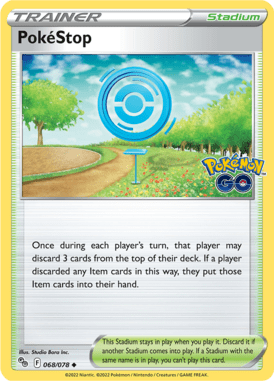 TRAINER Stadium
PokéStop
Pokémon
GO
Once during each player's turn, that player may
discard 3 cards from the top of their deck. If a player
discarded any Item cards in this way, they put those
Item cards into their hand.
Illus. Studio Bora Inc.
F 068/078
This Stadium stays in play when you play it. Discard it if
another Stadium comes into play. If a Stadium with the
same name is in play, you can't play this card.
©2022 Niantic. ©2022 Pokémon / Nintendo / Creatures / GAME FREAK.